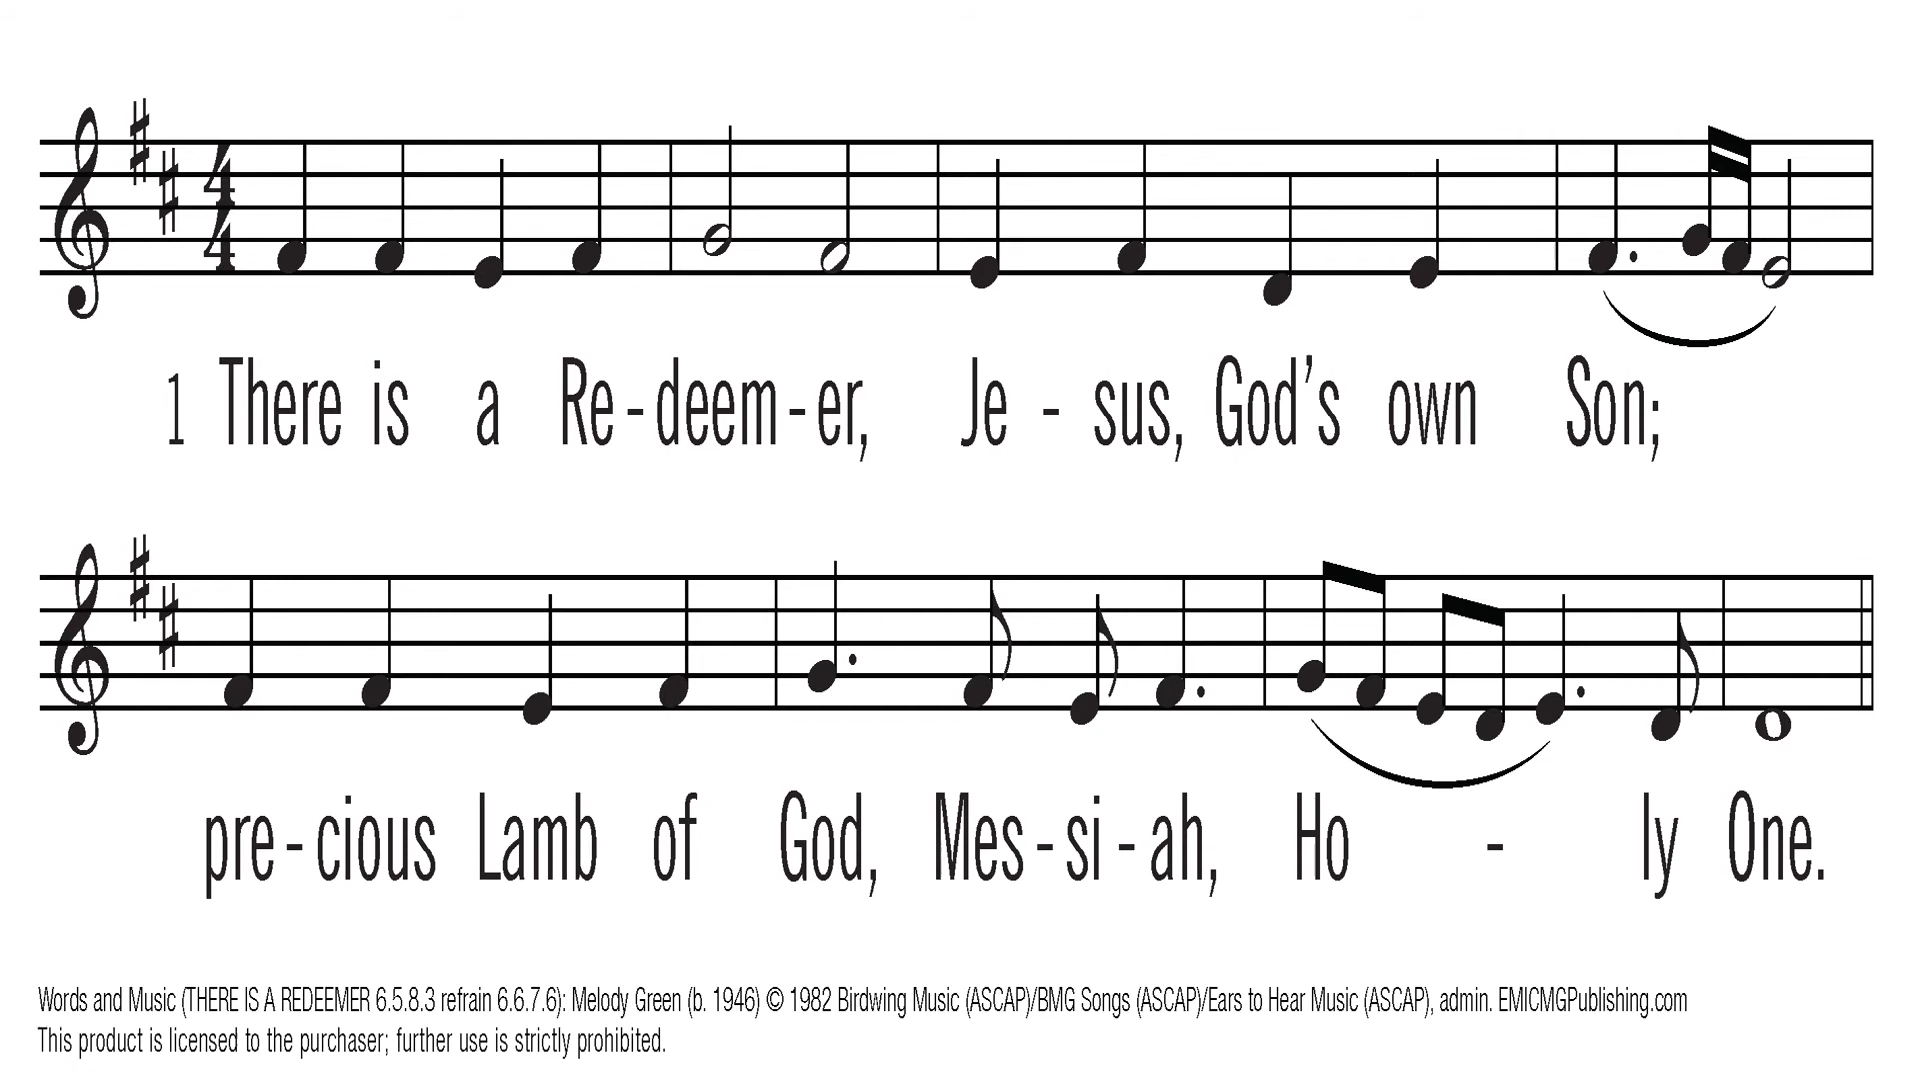 1 There is a Re-deem-er, Je - sus, God's own Son;
pre-cious Lamb of God, Mes-si-ah, Ho - ly One.
Words and Music (THERE IS A REDEEMER 6.5.8.3 refrain 6.6.7.6): Melody Green (b. 1946) © 1982 Birdwing Music (ASCAP)/BMG Songs (ASCAP)/Ears to Hear Music (ASCAP), admin. EMICMGPublishing.com
This product is licensed to the purchaser; further use is strictly prohibited.